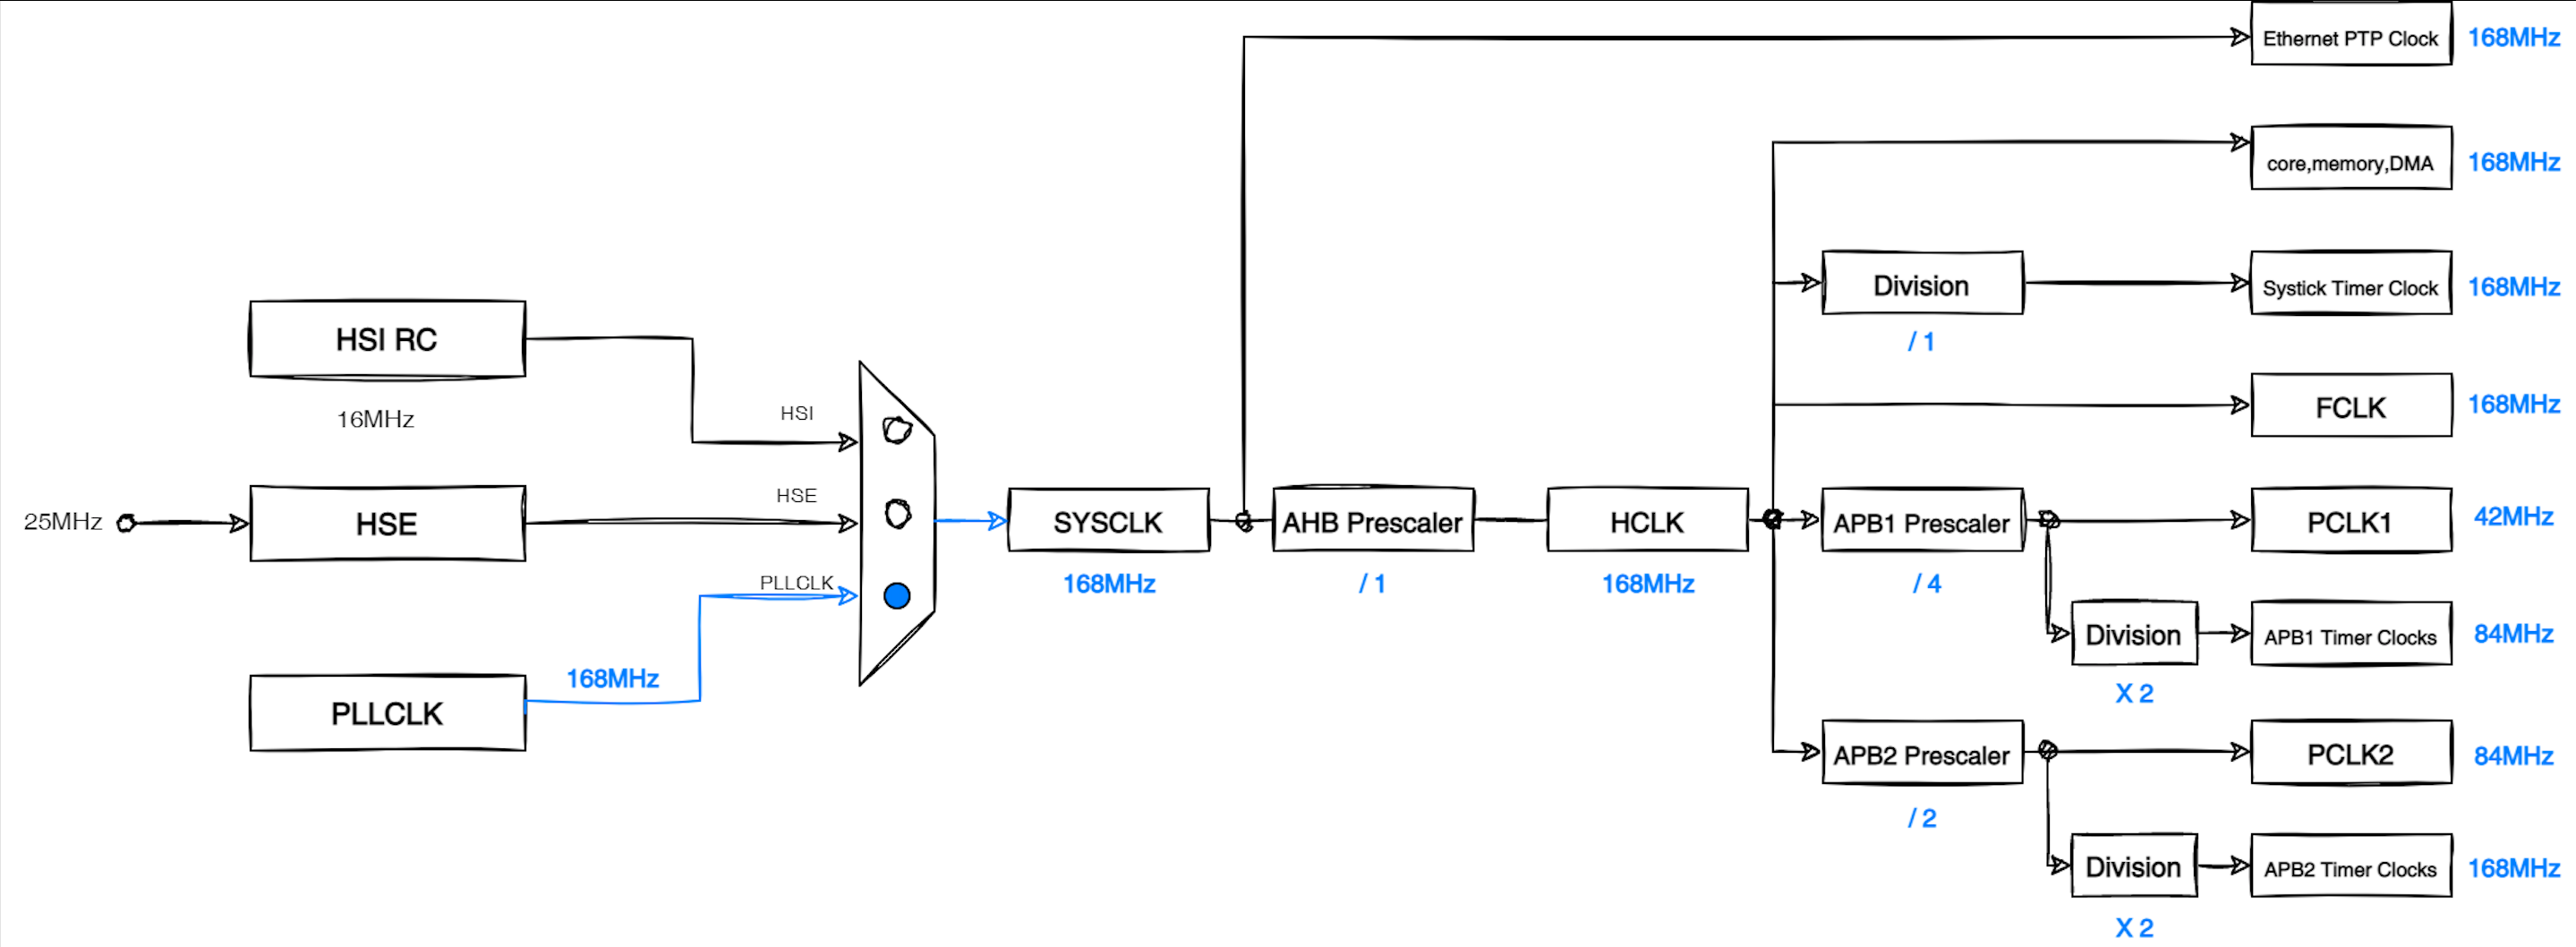 Ethernet PTP Clock
168MHz
core,memory,DMA
168MHz
Division
/ 1
Systick Timer Clock
168MHz
HSI RC
16MHz
HSI
FCLK
168MHz
25MHz
HSE
HSE
SYSCLK
168MHz
AHB Prescaler
/ 1
HCLK
168MHz
APB1 Prescaler
/ 4
PCLK1
42MHz
PLLCLK
Division
X 2
APB1 Timer Clocks
84MHz
PLLCLK
168MHz
APB2 Prescaler
/ 2
PCLK2
84MHz
Division
X 2
APB2 Timer Clocks
168MHz